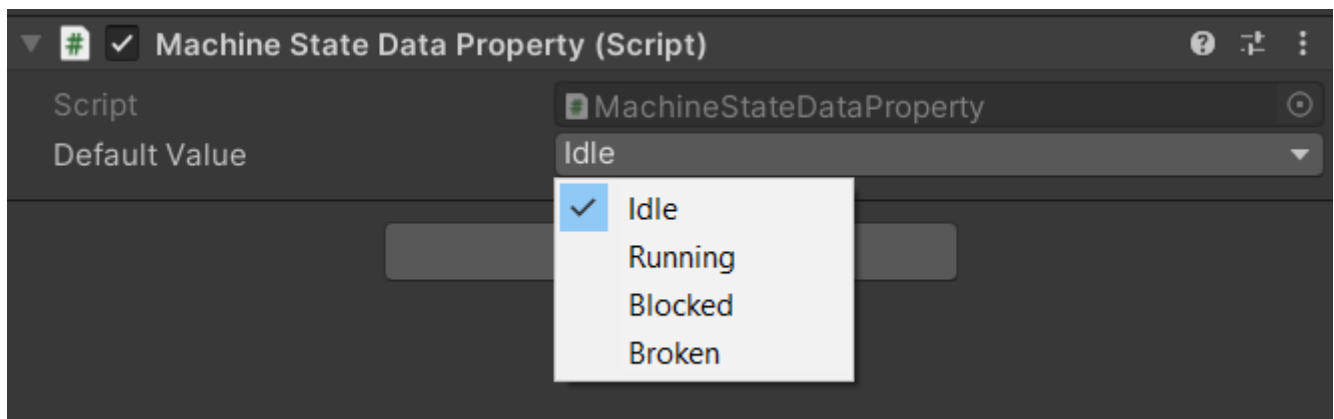 Machine State Data Property (Script)
Script MachineStateDataProperty
Default Value Idle
Idle
Running
Blocked
Broken